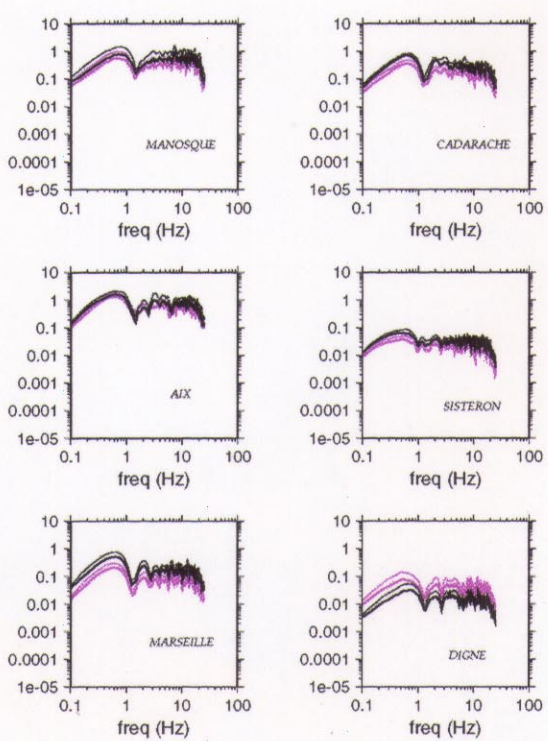 10
1
0.1
0.01
0.001
0.0001
1e-05
MANOSQUE
0.1 1 10 100
freq (Hz)
10
1
0.1
0.01
0.001
0.0001
1e-05
CADARACHE
0.1 1 10 100
freq (Hz)
10
1
0.1
0.01
0.001
0.0001
1e-05
AIX
0.1 1 10 100
freq (Hz)
10
1
0.1
0.01
0.001
0.0001
1e-05
SISTERON
0.1 1 10 100
freq (Hz)
10
1
0.1
0.01
0.001
0.0001
1e-05
MARSEILLE
0.1 1 10 100
freq (Hz)
10
1
0.1
0.01
0.001
0.0001
1e-05
DIGNE
0.1 1 10 100
freq (Hz)